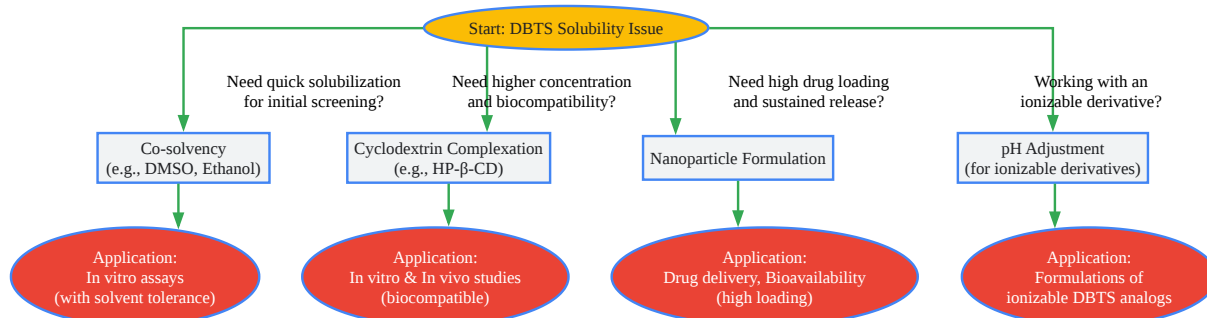 Start: DBTS Solubility Issue
Need quick solubilization
for initial screening?
Need higher concentration
and biocompatibility?
Need high drug loading
and sustained release?
Working with an
ionizable derivative?
Co-solvency
(e.g., DMSO, Ethanol)
Cyclodextrin Complexation
(e.g., HP-β-CD)
Nanoparticle Formulation
pH Adjustment
(for ionizable derivatives)
Application:
In vitro assays
(with solvent tolerance)
Application:
In vitro & In vivo studies
(biocompatible)
Application:
Drug delivery, Bioavailability
(high loading)
Application:
Formulations of
ionizable DBTS analogs